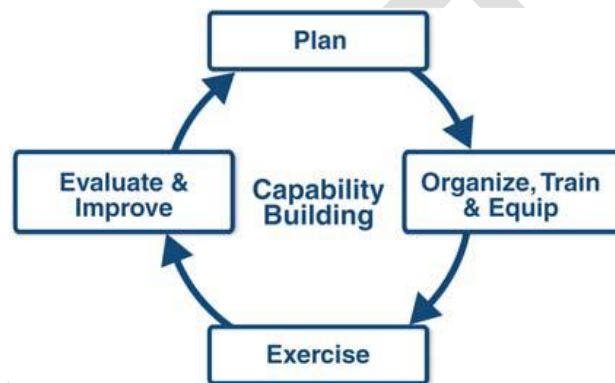 Plan
Evaluate &
Improve
Capability
Building
Organize, Train
& Equip
Exercise